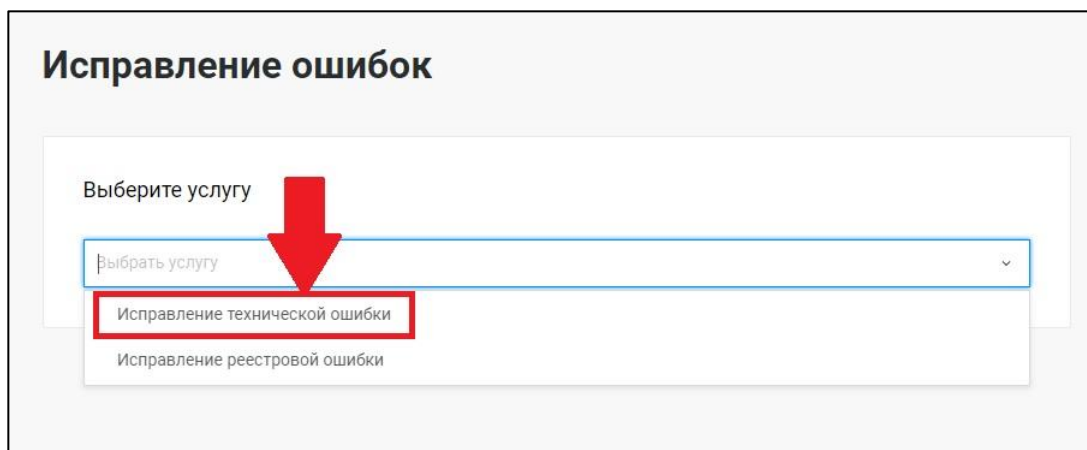 Исправление ошибок
Выберите услугу
Выбрать услугу
Исправление технической ошибки
Исправление реестровой ошибки